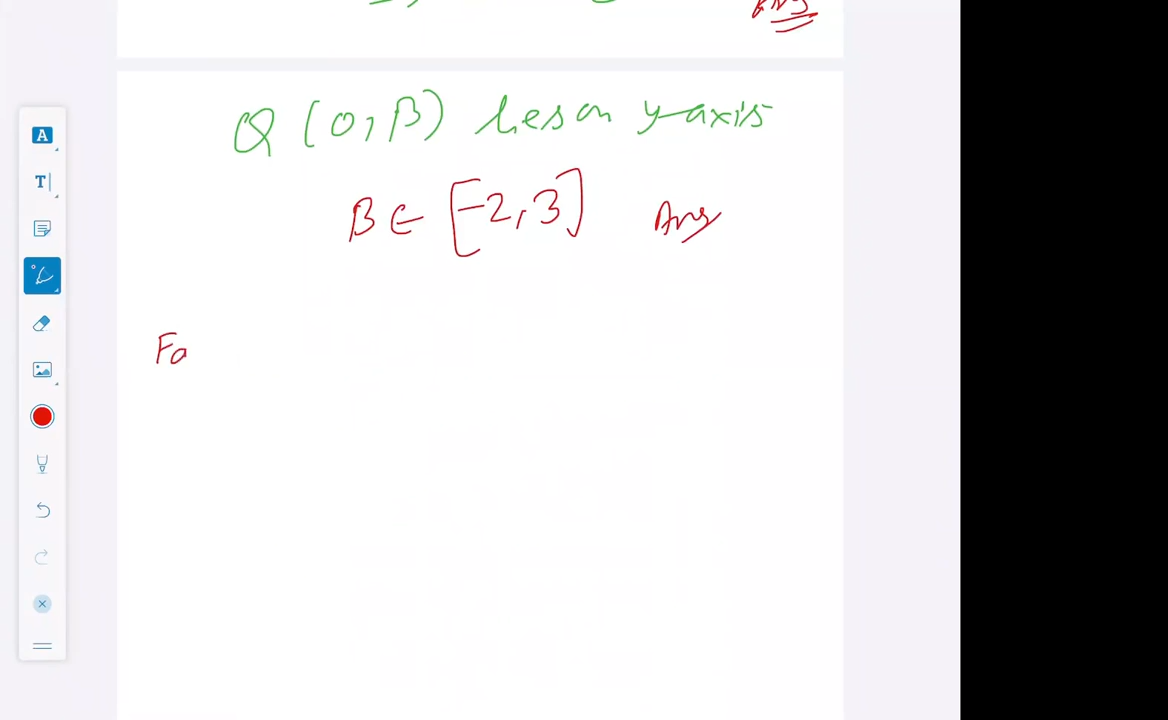 Q (0, β) lies on y-axis
β ∈ [-2, 3] Ans
Fo